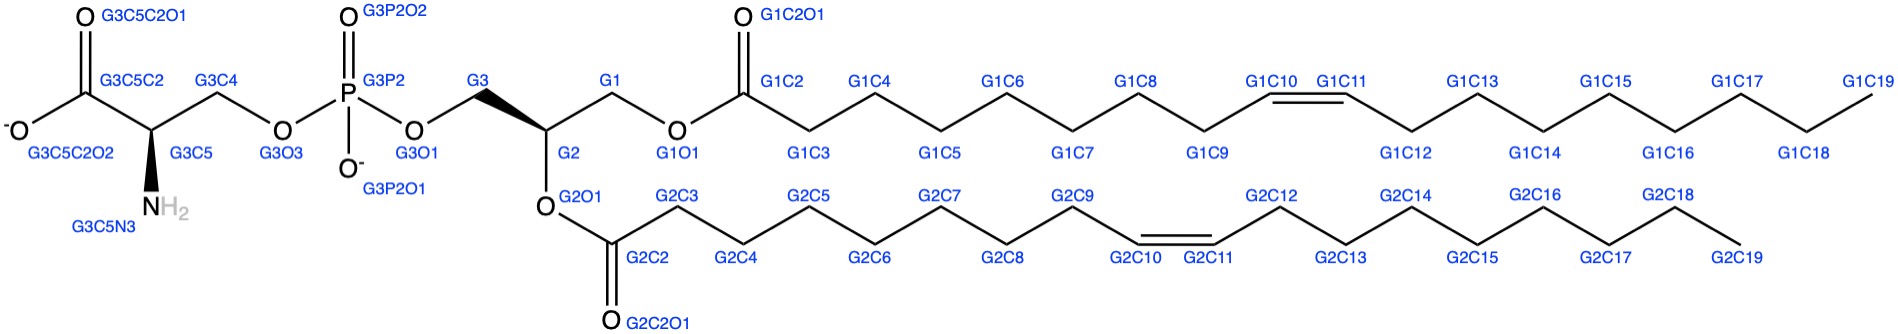 O G3C5C2O1
O G3P2O2
O G1C2O1
G3C5C2 G3C4 G3P2 G3 G1 G1C2 G1C4 G1C6 G1C8 G1C10 G1C11 G1C13 G1C15 G1C17 G1C19
P
-O O O O
G3C5C2O2 G3C5 G3O3 G3O1 G2 G1O1 G1C3 G1C5 G1C7 G1C9 G1C12 G1C14 G1C16 G1C18
O-
G3P2O1
G2O1 G2C3 G2C5 G2C7 G2C9 G2C12 G2C14 G2C16 G2C18
NH2 O
G3C5N3
G2C2 G2C4 G2C6 G2C8 G2C10 G2C11 G2C13 G2C15 G2C17 G2C19
O G2C2O1